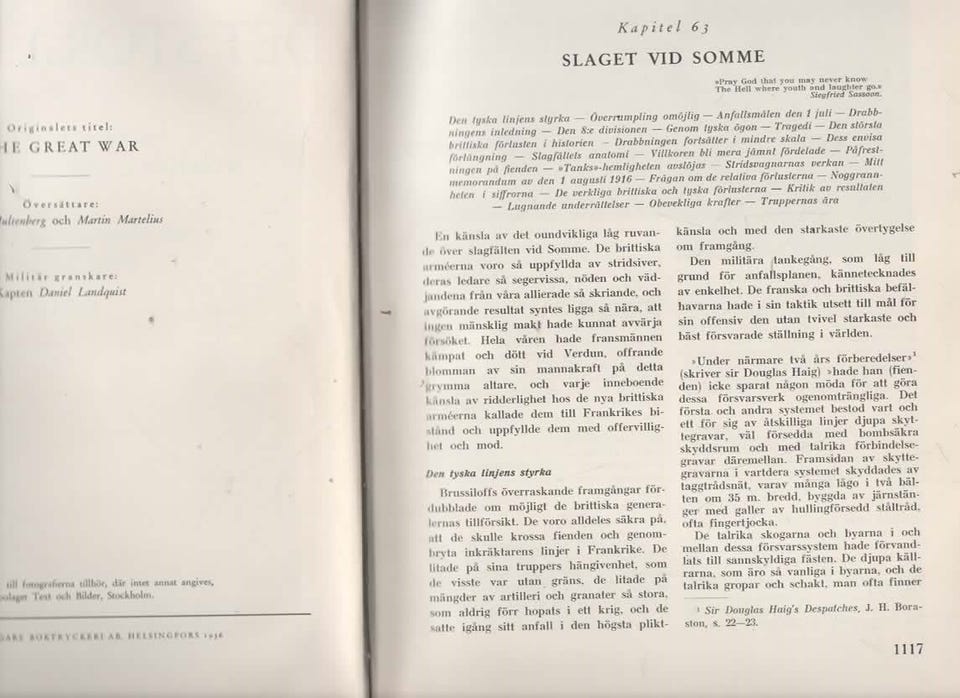 Originalets titel:
GREAT WAR
Översättare:
och Martin Martelius
Militär granskare:
Daniel Landquist
till fotografierna tillhör, där intet annat angives,
Text och Bilder, Stockholm.
BOKTRYCKERI AB. HELSINGFORS 1936
Kapitel 63
SLAGET VID SOMME
»Pray God that you may never know
The Hell where youth and laughter go.»
Siegfried Sassoon.
Den tyska linjens styrka — Överrumpling omöjlig — Anfallsmålen den 1 juli — Drabb-
ningens inledning — Den 8:e divisionen — Genom tyska ögon — Tragedi — Den största
brittiska förlusten i historien — Drabbningen fortsätter i mindre skala — Dess envisa
förlängning — Slagfältets anatomi — Villkoren bli mera jämnt fördelade — Påfrest-
ningen på fienden — »Tanks»-hemligheten avslöjas — Stridsvagnarnas verkan — Mitt
memorandum av den 1 augusti 1916 — Frågan om de relativa förlusterna — Noggrann-
heten i siffrorna — De verkliga brittiska och tyska förlusterna — Kritik av resultaten
— Lugnande underrättelser — Obevekliga krafter — Truppernas ära
En känsla av det oundvikliga låg ruvan-
de över slagfälten vid Somme. De brittiska
arméerna voro så uppfyllda av stridsiver,
deras ledare så segervissa, nöden och väd-
jandena från våra allierade så skriande, och
avgörande resultat syntes ligga så nära, att
ingen mänsklig makt hade kunnat avvärja
försöket. Hela våren hade fransmännen
kämpat och dött vid Verdun, offrande
blomman av sin mannakraft på detta
grymma altare, och varje inneboende
känsla av ridderlighet hos de nya brittiska
arméerna kallade dem till Frankrikes bi-
stånd och uppfyllde dem med offervillig-
het och mod.
Den tyska linjens styrka
Brussiloffs överraskande framgångar för-
dubblade om möjligt de brittiska genera-
lernas tillförsikt. De voro alldeles säkra på,
att de skulle krossa fienden och genom-
bryta inkräktarens linjer i Frankrike. De
litade på sina truppers hängivenhet, som
de visste var utan gräns, de litade på
mängder av artilleri och granater så stora,
som aldrig förr hopats i ett krig, och de
satte igång sitt anfall i den högsta plikt-
känsla och med den starkaste övertygelse
om framgång.
Den militära tankegång, som låg till
grund för anfallsplanen, kännetecknades
av enkelhet. De franska och brittiska befäl-
havarna hade i sin taktik utsett till mål för
sin offensiv den utan tvivel starkaste och
bäst försvarade ställning i världen.
»Under närmare två års förberedelser»¹
(skriver sir Douglas Haig) »hade han (fien-
den) icke sparat någon möda för att göra
dessa försvarsverk ogenomträngliga. Det
första och andra systemet bestod vart och
ett för sig av åtskilliga linjer djupa skyt-
tegravar, väl försedda med bombsäkra
skyddsrum och med talrika förbindelse-
gravar däremellan. Framsidan av skytte-
gravarna i vartdera systemet skyddades av
taggtrådsnät, varav många lågo i två bäl-
ten om 35 m. bredd, byggda av järnstän-
ger med galler av hullingförsedd ståltråd,
ofta fingertjocka.
De talrika skogarna och byarna i och
mellan dessa försvarssystem hade förvand-
lats till sannskyldiga fästen. De djupa käll-
rarna, som äro så vanliga i byarna, och de
talrika gropar och schakt, man ofta finner
¹ Sir Douglas Haig's Despatches, J. H. Bora-
ston, s. 22—23.
1117